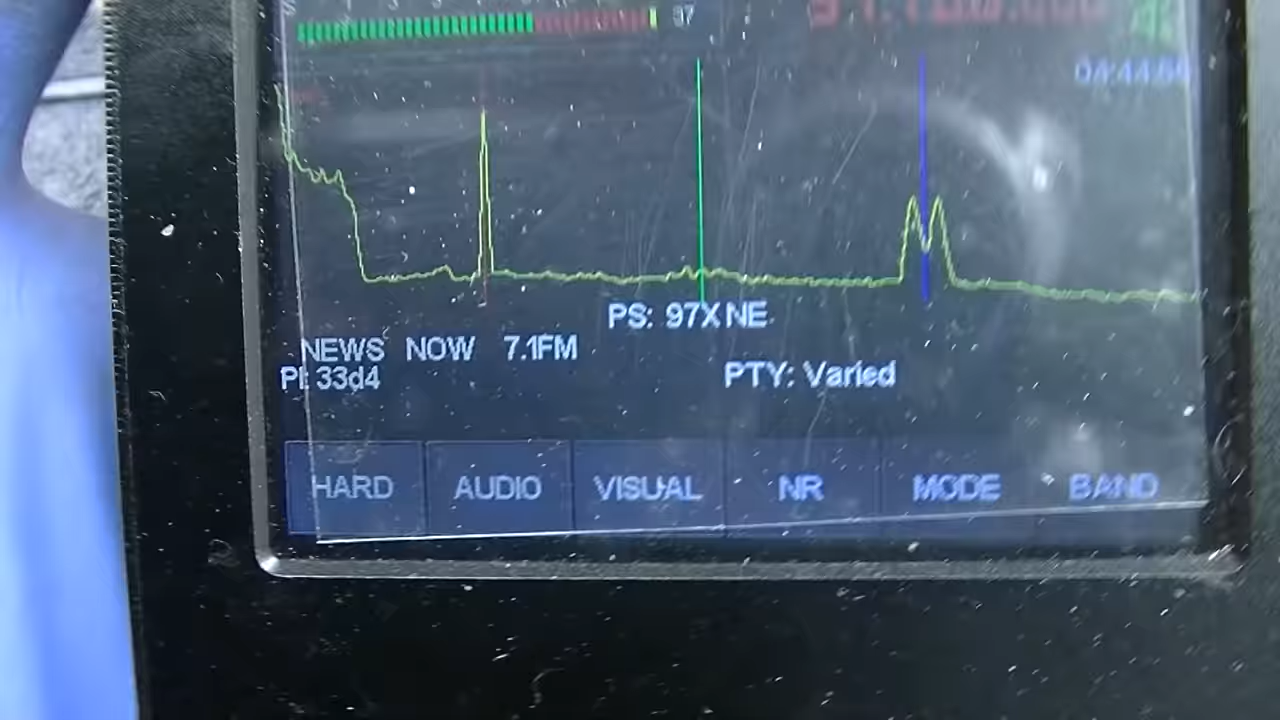 37
04:44:56
PS: 97X NE
NEWS NOW 7.1FM
PI: 33d4
PTY: Varied
HARD AUDIO VISUAL NR MODE BAND